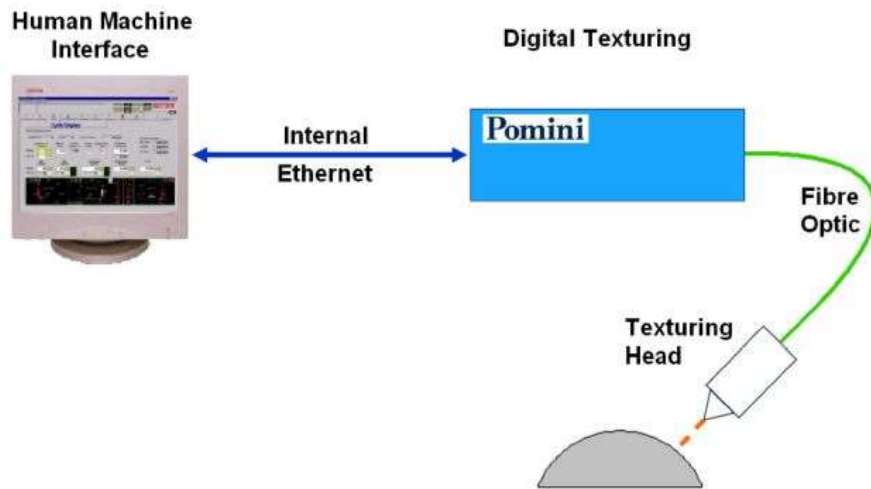 Human Machine
Interface
Digital Texturing
Pomini
Internal
Ethernet
Fibre
Optic
Texturing
Head